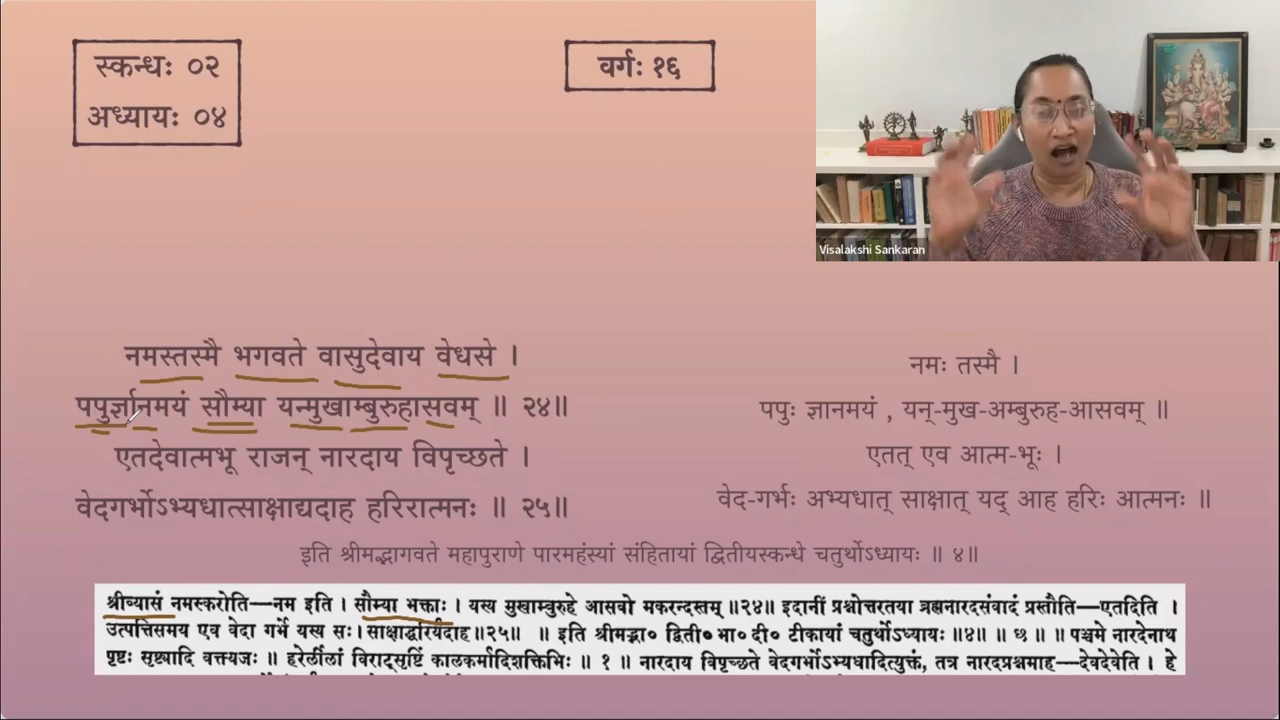 स्कन्धः ०२
अध्यायः ०४
वर्गः १६
Visalakshi Sankaran
नमस्तस्मै भगवते वासुदेवाय वेधसे ।
पपुर्ज्ञानमयं सौम्या यन्मुखाम्बुरुहासवम् ॥ २४॥
एतदेवात्मभू राजन् नारदाय विपृच्छते ।
वेदगर्भोऽभ्यधात्साक्षाद्यदाह हरिरात्मनः ॥ २५॥
नमः तस्मै ।
पपुः ज्ञानमयं , यन्-मुख-अम्बुरुह-आसवम् ॥
एतत् एव आत्म-भूः ।
वेद-गर्भः अभ्यधात् साक्षात् यद् आह हरिः आत्मनः ॥
इति श्रीमद्भागवते महापुराणे पारमहंस्यां संहितायां द्वितीयस्कन्धे चतुर्थोऽध्यायः ॥ ४॥
श्रीव्यासं नमस्करोति—नम इति । सौम्या भक्ताः । यस्य मुखाम्बुरुहे आसवो मकरन्दस्तम् ॥२४॥ इदानीं प्रश्नोत्तरतया ब्रह्मनारदसंवादं प्रस्तौति—एतदिति ।
उत्पत्तिसमय एव वेदा गर्भे यस्य सः । साक्षाद्धरिर्यदाह॥२५॥ ॥ इति श्रीमद्भा० द्विती० भा० दी० टीकायां चतुर्थोऽध्यायः ॥४॥ ॥ छ ॥ ॥ पञ्चमे नारदेनाथ
पृष्टः सृष्ट्यादि वक्त्यजः ॥ हरेर्लीलां विराट्सृष्टिं कालकर्मादिशक्तिभिः ॥ १ ॥ नारदाय विपृच्छते वेदगर्भोऽभ्यधादित्युक्तं, तत्र नारदप्रश्नमाह—देवदेवेति । हे